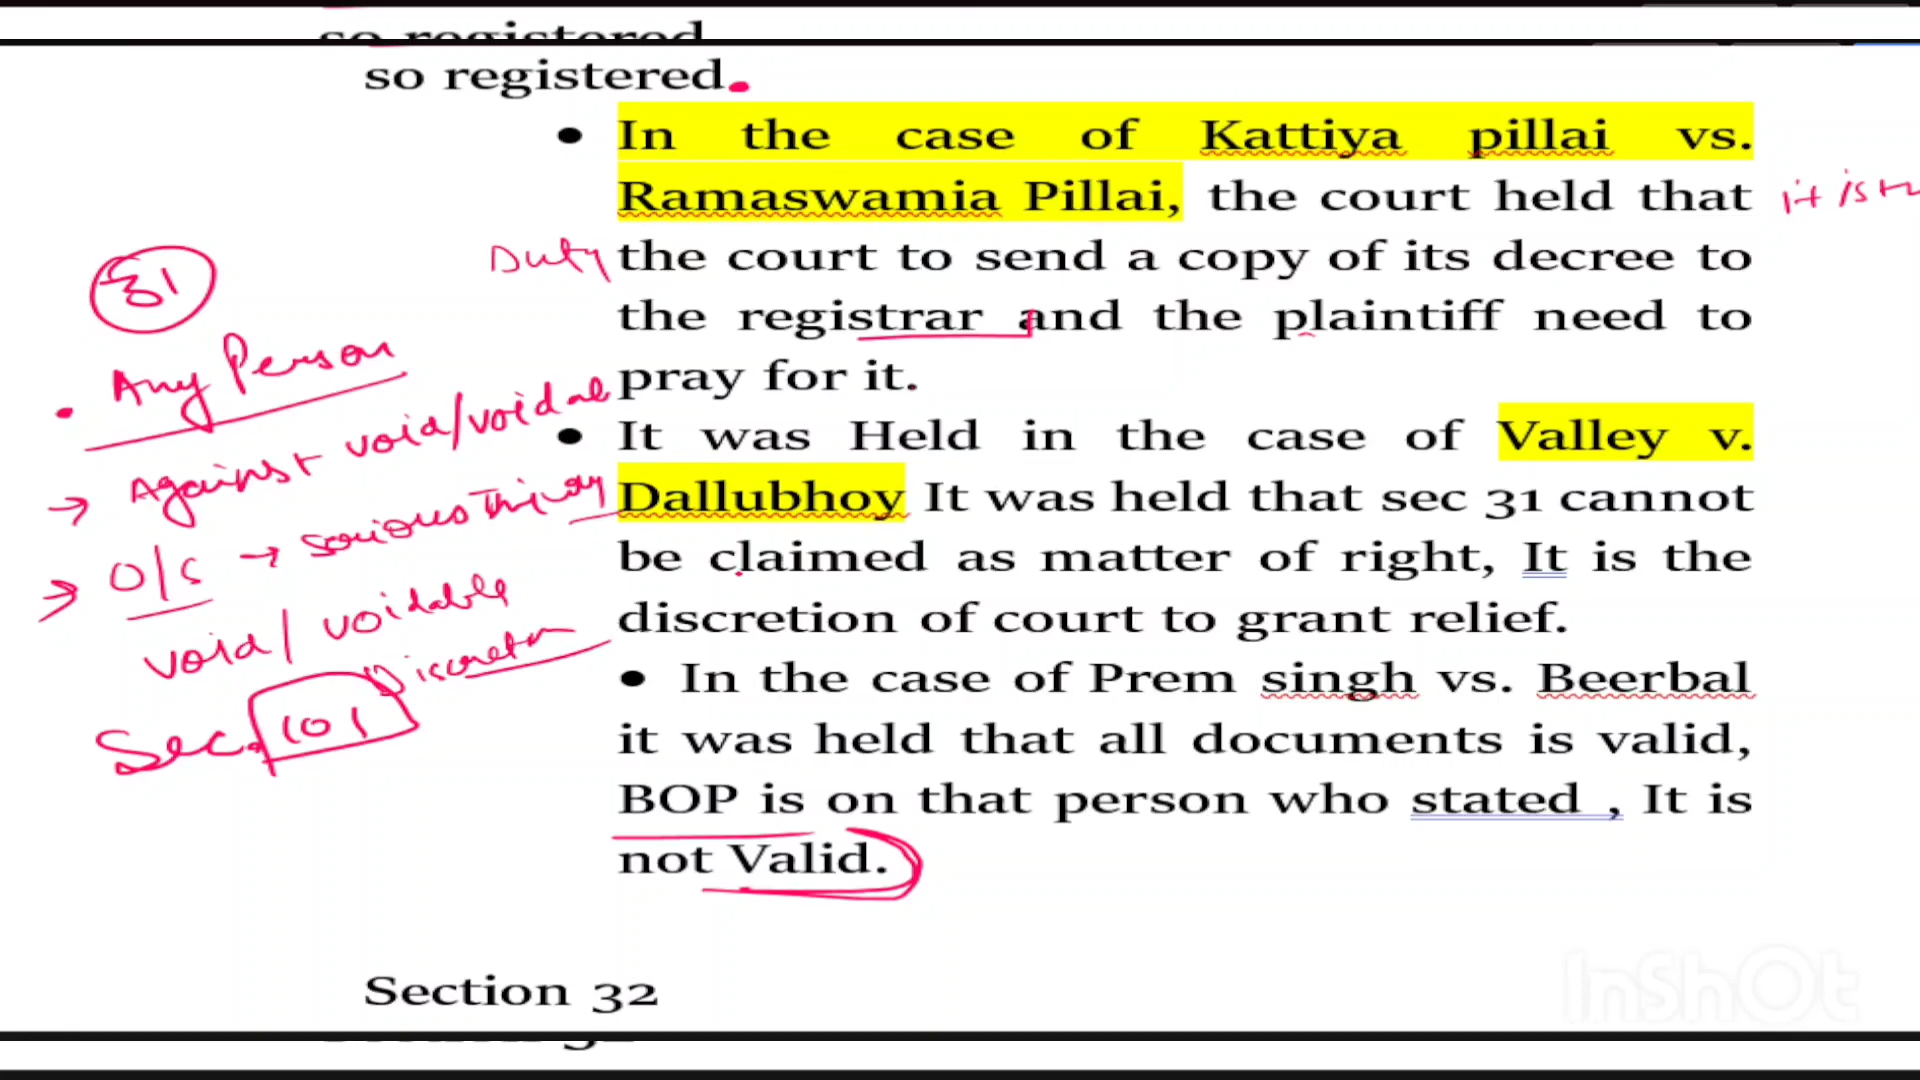 so registered
so registered.
• In the case of Kattiya pillai vs.
Ramaswamia Pillai, the court held that it is
Duty the court to send a copy of its decree to
31
the registrar and the plaintiff need to
• Any Person
pray for it.
→ Against void/voidable
• It was Held in the case of Valley v.
Dallubhoy It was held that sec 31 cannot
→ O/S → serious Injury
be claimed as matter of right, It is the
void/voidable
discretion of court to grant relief.
Discretn
• In the case of Prem singh vs. Beerbal
Sec. 101
it was held that all documents is valid,
BOP is on that person who stated , It is
not Valid.
Section 32
InShOt